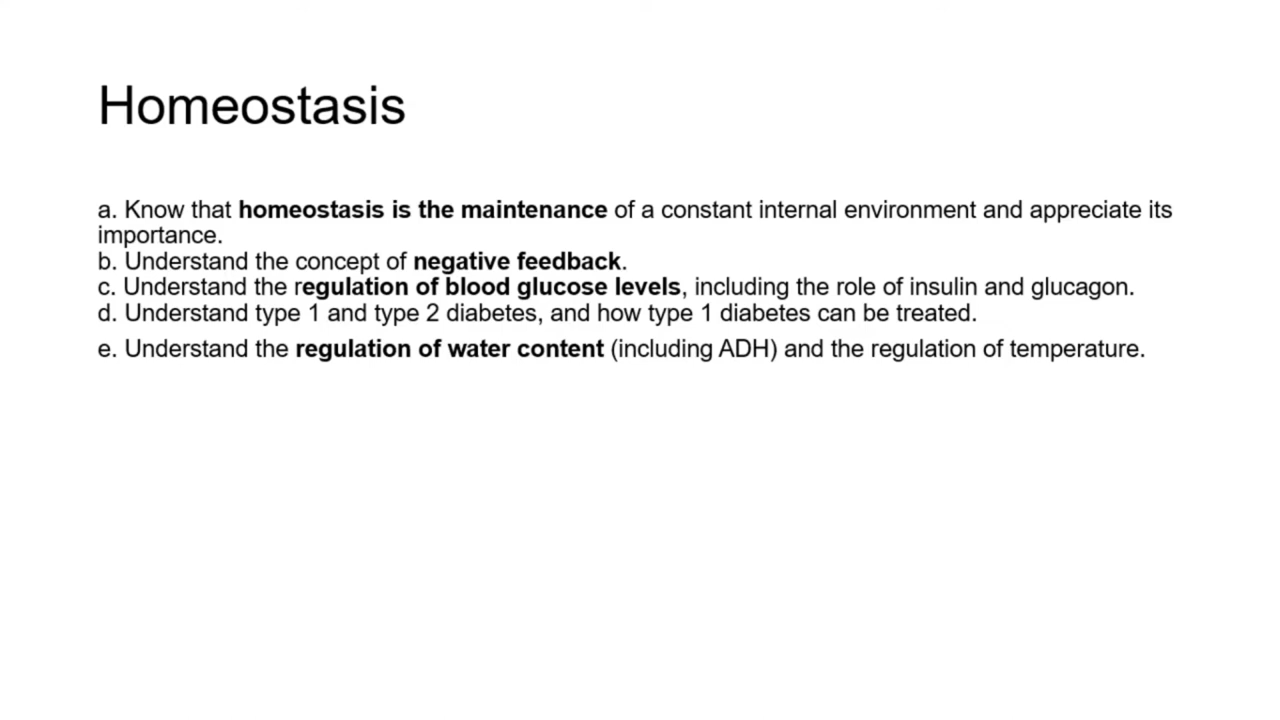 Homeostasis
a. Know that homeostasis is the maintenance of a constant internal environment and appreciate its
importance.
b. Understand the concept of negative feedback.
c. Understand the regulation of blood glucose levels, including the role of insulin and glucagon.
d. Understand type 1 and type 2 diabetes, and how type 1 diabetes can be treated.
e. Understand the regulation of water content (including ADH) and the regulation of temperature.